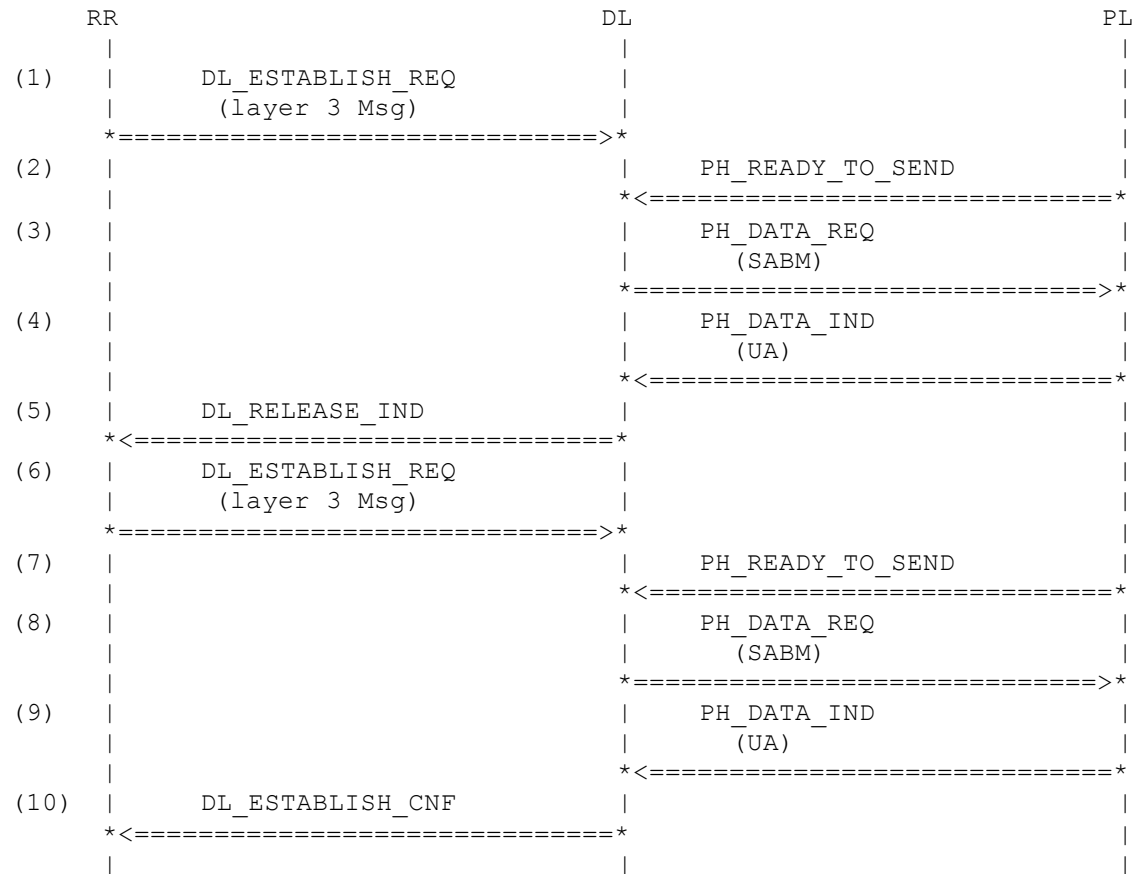 RR DL PL
(1) DL_ESTABLISH_REQ
(layer 3 Msg)
(2) PH_READY_TO_SEND
(3) PH_DATA_REQ
(SABM)
(4) PH_DATA_IND
(UA)
(5) DL_RELEASE_IND
(6) DL_ESTABLISH_REQ
(layer 3 Msg)
(7) PH_READY_TO_SEND
(8) PH_DATA_REQ
(SABM)
(9) PH_DATA_IND
(UA)
(10) DL_ESTABLISH_CNF